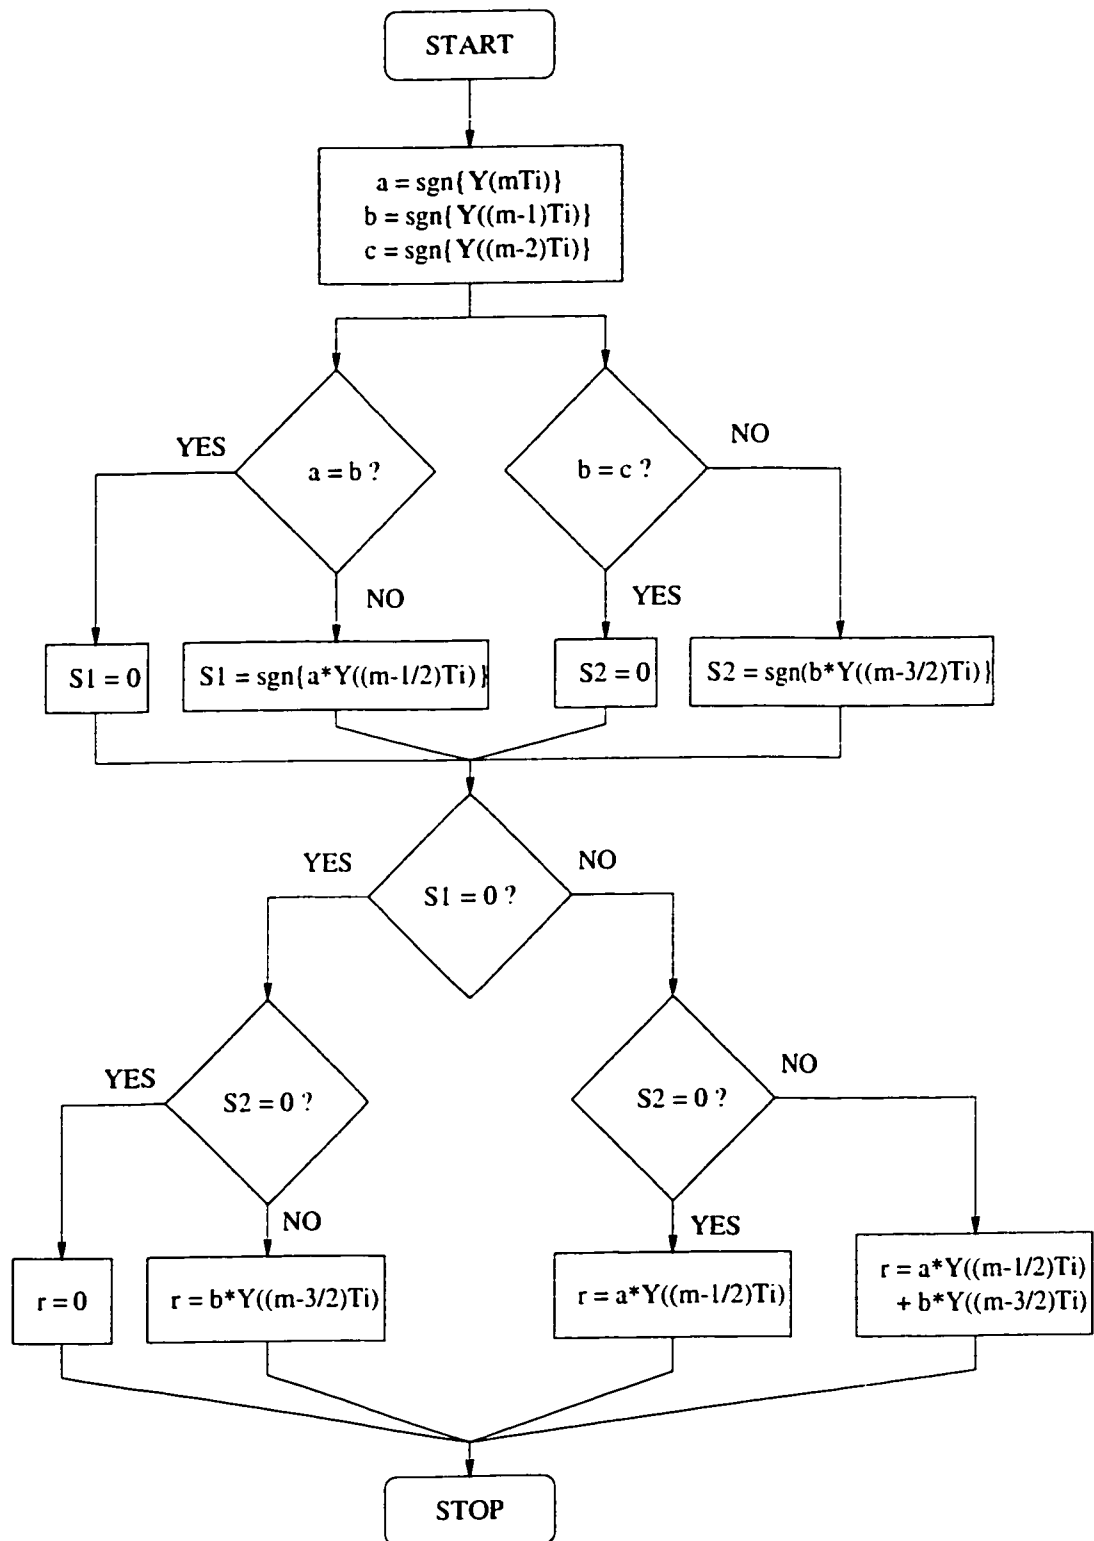 START
a = sgn{Y(mTi)}
b = sgn{Y((m-1)Ti)}
c = sgn{Y((m-2)Ti)}
YES
a = b ?
b = c ?
NO
NO
YES
S1 = 0
S1 = sgn{a*Y((m-1/2)Ti)}
S2 = 0
S2 = sgn(b*Y((m-3/2)Ti)}
YES
NO
S1 = 0 ?
YES
S2 = 0 ?
S2 = 0 ?
NO
NO
YES
r = 0
r = b*Y((m-3/2)Ti)
r = a*Y((m-1/2)Ti)
r = a*Y((m-1/2)Ti)
+ b*Y((m-3/2)Ti)
STOP